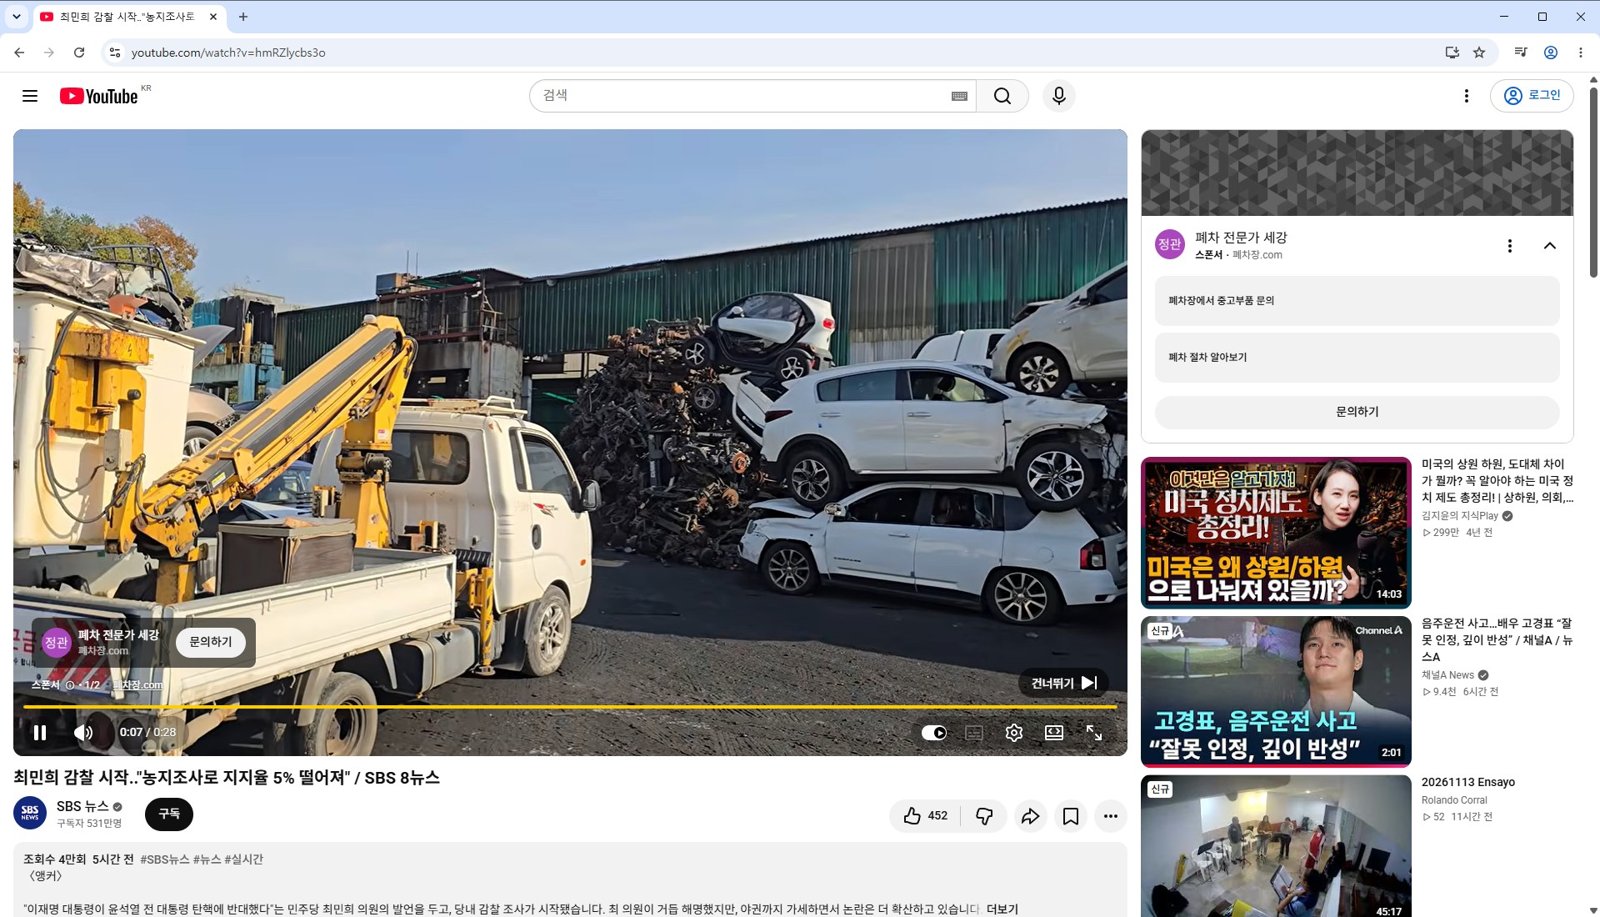 최민희 감찰 시작.."농지조사로
youtube.com/watch?v=hmRZlycbs3o
YouTube KR
검색
로그인
정관
폐차 전문가 세강
폐차장.com
문의하기
스폰서 · 1/2 폐차장.com
건너뛰기
0:07 / 0:28
최민희 감찰 시작.."농지조사로 지지율 5% 떨어져" / SBS 8뉴스
SBS NEWS
SBS 뉴스
구독자 531만명
구독
452
조회수 4만회 5시간 전 #SBS뉴스 #뉴스 #실시간
〈앵커〉
"이재명 대통령이 윤석열 전 대통령 탄핵에 반대했다"는 민주당 최민희 의원의 발언을 두고, 당내 감찰 조사가 시작됐습니다. 최 의원이 거듭 해명했지만, 야권까지 가세하면서 논란은 더 확산하고 있습니다. 더보기
정관
폐차 전문가 세강
스폰서 · 폐차장.com
폐차장에서 중고부품 문의
폐차 절차 알아보기
문의하기
이것만은 알고가자!
미국 정치제도
총정리!
미국은 왜 상원/하원
으로 나눠져 있을까?
14:03
미국의 상원 하원, 도대체 차이
가 뭘까? 꼭 알아야 하는 미국 정
치 제도 총정리! | 상하원, 의회,...
김지윤의 지식Play
299만 4년 전
신규
Channel A
고경표, 음주운전 사고
"잘못 인정, 깊이 반성"
2:01
음주운전 사고…배우 고경표 "잘
못 인정, 깊이 반성" / 채널A / 뉴
스A
채널A News
9.4천 6시간 전
신규
45:17
20261113 Ensayo
Rolando Corral
52 11시간 전